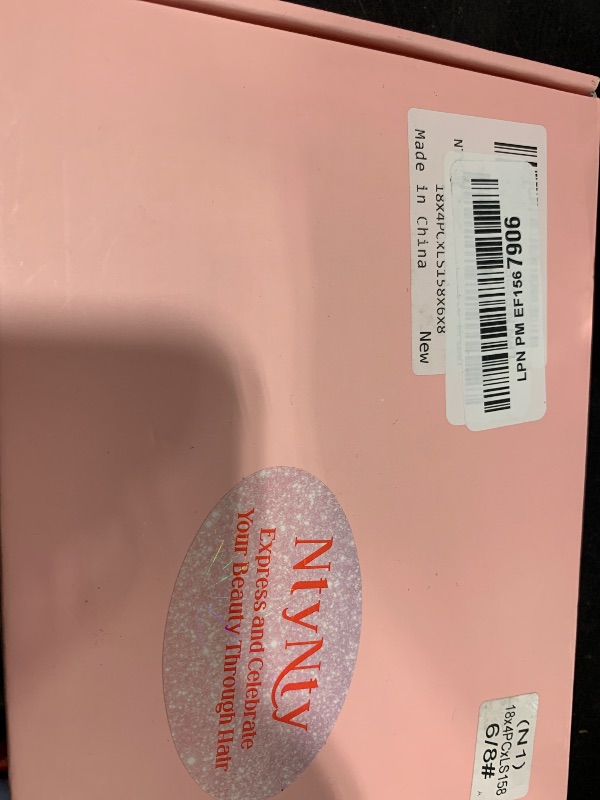 18X4PCXLS158X6X8
Made in China
New
LPN PM EF1567906
NtyNty
Express and Celebrate
Your Beauty Through Hair
(N1)
18x4PCxLS158
6/8#